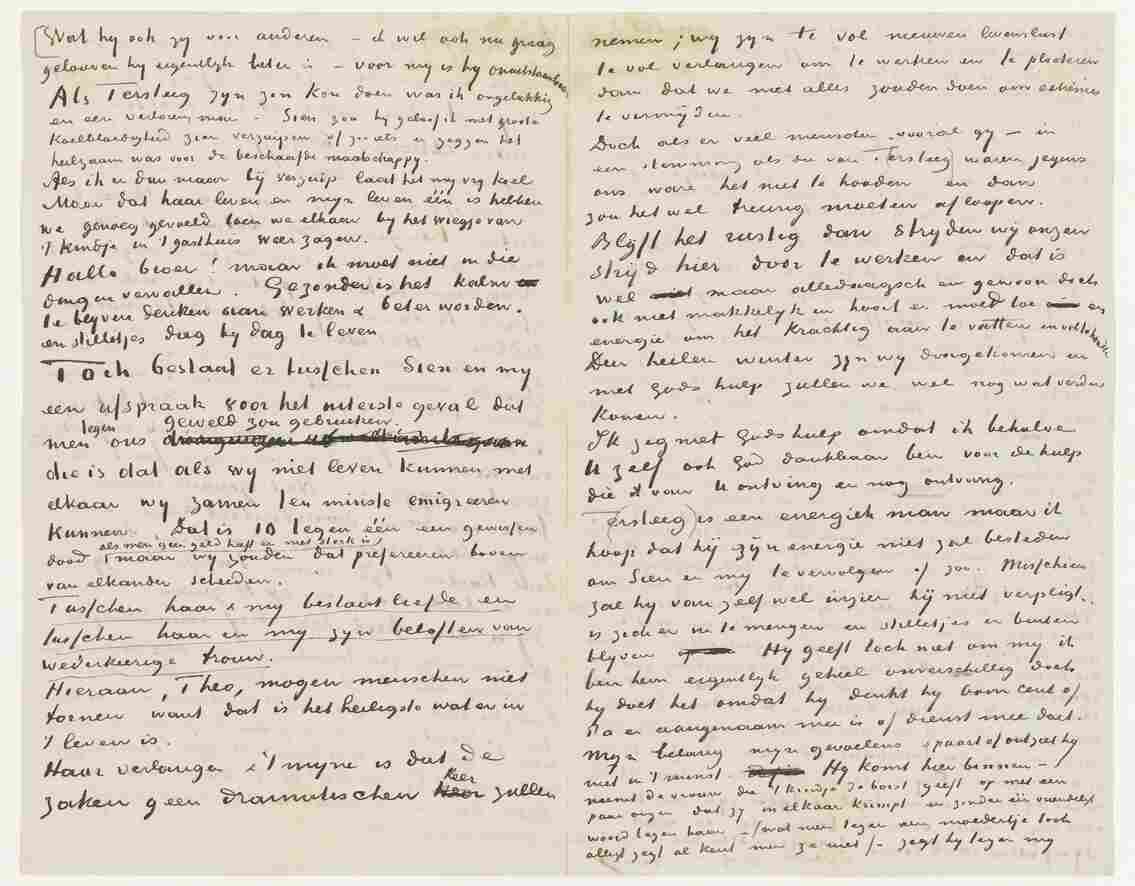 Wat hy ook zy voor anderen – ik wil ook nu graag
gelooven hy eigentlyk beter is – voor my is hy onuitstaanbaar
Als Tersteeg zyn zin kon doen was ik ongelukkig
en een verloren man – Sien zou hy geloof ik met groote
koelbloedigheid zien verzuipen of zooiets en zeggen het
heilzaam was voor de beschaafde maatschappy.
Als ik er dan maar by verzuip laat het my vry koel
Maar dat haar leven en myn leven één is hebben
we genoeg gevoeld toen we elkaar by het wiegje van
't kindje in 't gasthuis weer zagen.
Hallo broer! maar ik moet niet in die
dingen vervallen. Gezonder is het kalm
te blyven denken aan werken & beter worden.
en stilletjes dag by dag te leven
Toch bestaat er tusschen Sien en my
een afspraak voor het uiterste geval dat
men tegen ons geweld zou gebruiken
die is dat als wy niet leven kunnen met
elkaar wy zamen ten minste emigreeren
kunnen. Dat is 10 tegen één een gewissen
dood als men geen geld heeft en niet sterk is, maar wy zouden dat prefereeren boven
van elkander scheiden.
Tusschen haar & my bestaat liefde en
tusschen haar en my zyn beloften van
wederkeerige trouw.
Hieraan, Theo, mogen menschen niet
tornen want dat is het heiligste wat er in
't leven is.
Haar verlangen & 't myne is dat de
zaken geen dramatischen keer zullen
nemen; wy zyn te vol nieuwen levenslust
te vol verlangen om te werken en te ploeteren
dan dat we niet alles zouden doen om extrêmes
te vermyden.
Doch als er veel menschen, vooral gy – in
een stemming als die van Tersteeg waren jegens
ons ware het niet te houden en dan
zou het wel treurig moeten afloopen.
Blyft het rustig dan stryden wy onzen
stryd hier door te werken en dat is
wel maar alledaagsch en gewoon doch
ook niet makkelyk en hoort er moed toe en
energie om het krachtig aan te vatten en vol te houden
Den heelen winter zyn wy doorgekomen en
met Gods hulp zullen we wel nog wat verder
komen.
Ik zeg met Gods hulp omdat ik behalve
U zelf ook God dankbaar ben voor de hulp
die ik van U ontving en nog ontvang.
Tersteeg is een energiek man maar ik
hoop dat hij zijn energie niet zal besteden
om Sien en my te vervolgen of zoo. Misschien
zal hy van zelf wel inzien hij niet verpligt
is zich er in te mengen en stilletjes er buiten
blyven Hy geeft toch niet om my ik
ben hem eigentlyk geheel onverschillig doch
hy doet het omdat hy denkt hy oom Cent of
Pa er aangenaam mee is of dienst mee doet.
Myn belang myn gevoelens spaart of ontziet hy
niet in 't minst Hy komt hier binnen –
neemt de vrouw die 't kindje de borst geeft op met een
paar oogen dat zy in elkaar krimpt en zonder één vriendelyk
woord tegen haar – (wat men tegen een moedertje toch
altijd zegt al kent men ze niet) – zegt hy tegen my